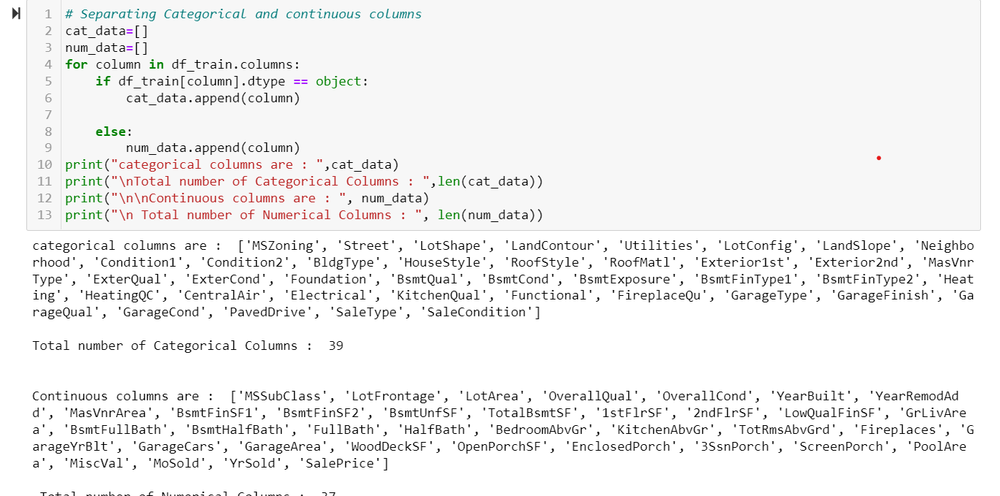 1 # Separating Categorical and continuous columns
2 cat_data=[]
3 num_data=[]
4 for column in df_train.columns:
5     if df_train[column].dtype == object:
6         cat_data.append(column)
7
8     else:
9         num_data.append(column)
10 print("categorical columns are : ",cat_data)
11 print("\nTotal number of Categorical Columns : ",len(cat_data))
12 print("\n\nContinuous columns are : ", num_data)
13 print("\n Total number of Numerical Columns : ", len(num_data))
categorical columns are :  ['MSZoning', 'Street', 'LotShape', 'LandContour', 'Utilities', 'LotConfig', 'LandSlope', 'Neighbo
rhood', 'Condition1', 'Condition2', 'BldgType', 'HouseStyle', 'RoofStyle', 'RoofMatl', 'Exterior1st', 'Exterior2nd', 'MasVnr
Type', 'ExterQual', 'ExterCond', 'Foundation', 'BsmtQual', 'BsmtCond', 'BsmtExposure', 'BsmtFinType1', 'BsmtFinType2', 'Heat
ing', 'HeatingQC', 'CentralAir', 'Electrical', 'KitchenQual', 'Functional', 'FireplaceQu', 'GarageType', 'GarageFinish', 'Ga
rageQual', 'GarageCond', 'PavedDrive', 'SaleType', 'SaleCondition']
Total number of Categorical Columns :  39
Continuous columns are :  ['MSSubClass', 'LotFrontage', 'LotArea', 'OverallQual', 'OverallCond', 'YearBuilt', 'YearRemodAd
d', 'MasVnrArea', 'BsmtFinSF1', 'BsmtFinSF2', 'BsmtUnfSF', 'TotalBsmtSF', '1stFlrSF', '2ndFlrSF', 'LowQualFinSF', 'GrLivAre
a', 'BsmtFullBath', 'BsmtHalfBath', 'FullBath', 'HalfBath', 'BedroomAbvGr', 'KitchenAbvGr', 'TotRmsAbvGrd', 'Fireplaces', 'G
arageYrBlt', 'GarageCars', 'GarageArea', 'WoodDeckSF', 'OpenPorchSF', 'EnclosedPorch', '3SsnPorch', 'ScreenPorch', 'PoolAre
a', 'MiscVal', 'MoSold', 'YrSold', 'SalePrice']
Total number of Numerical Columns :  37